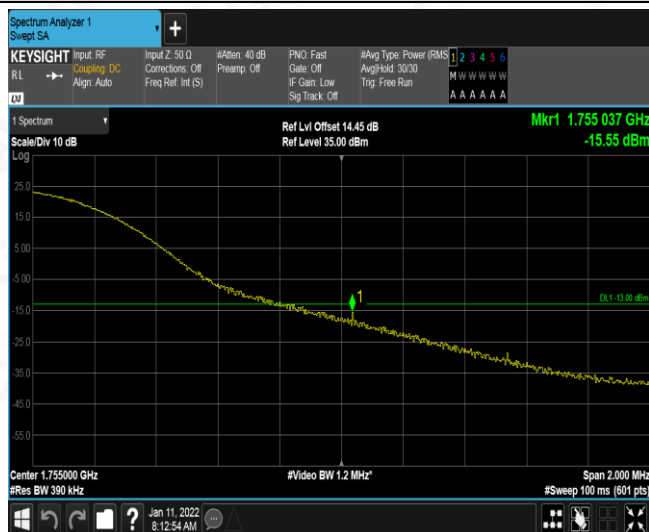 Spectrum Analyzer 1
Swept SA
KEYSIGHT
RL
LXI
Input: RF
Coupling: DC
Align: Auto
Input Z: 50 Ω
Corrections: Off
Freq Ref: Int (S)
#Atten: 40 dB
Preamp: Off
PNO: Fast
Gate: Off
IF Gain: Low
Sig Track: Off
#Avg Type: Power (RMS
Avg|Hold: 30/30
Trig: Free Run
1 2 3 4 5 6
M W W W W W
A A A A A A
1 Spectrum
Scale/Div 10 dB
Ref Lvl Offset 14.45 dB
Ref Level 35.00 dBm
Mkr1 1.755 037 GHz
-15.55 dBm
Log
25.0
15.0
5.00
-5.00
1
DL1 -13.00 dBm
-15.0
-25.0
-35.0
-45.0
-55.0
Center 1.755000 GHz
#Res BW 390 kHz
#Video BW 1.2 MHz*
Span 2.000 MHz
#Sweep 100 ms (601 pts)
?
Jan 11, 2022
8:12:54 AM